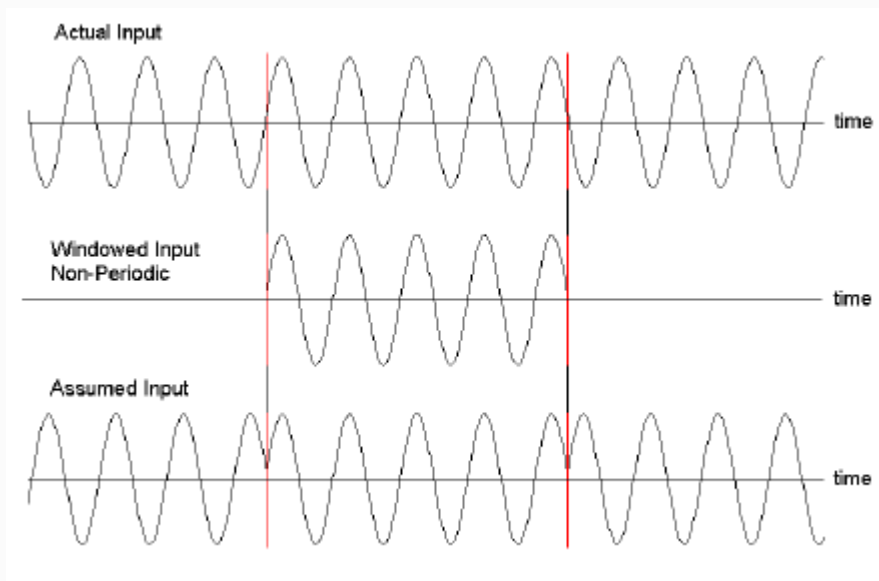 Actual Input
time
Windowed Input
Non-Periodic
time
Assumed Input
time